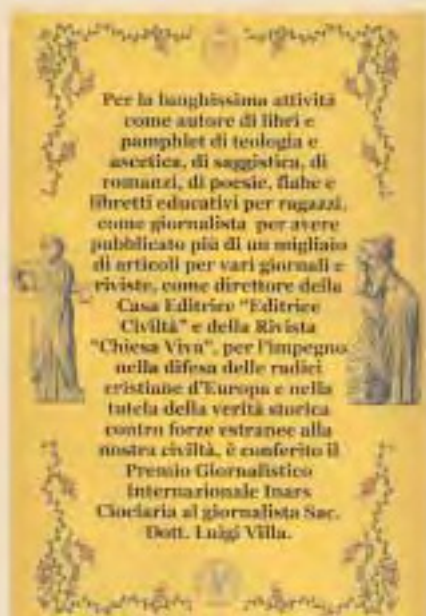 Per la lunghissima attività
come autore di libri e
pamphlet di teologia e
ascetica, di saggistica, di
romanzi, di poesie, fiabe e
libretti educativi per ragazzi,
come giornalista per avere
pubblicato più di un migliaio
di articoli per vari giornali e
riviste, come direttore della
Casa Editrice "Editrice
Civiltà" e della Rivista
"Chiesa Viva", per l'impegno
nella difesa delle radici
cristiane d'Europa e nella
tutela della verità storica
contro forze estranee alla
nostra civiltà, è conferito il
Premio Giornalistico
Internazionale Inars
Ciociaria al giornalista Sac.
Dott. Luigi Villa.